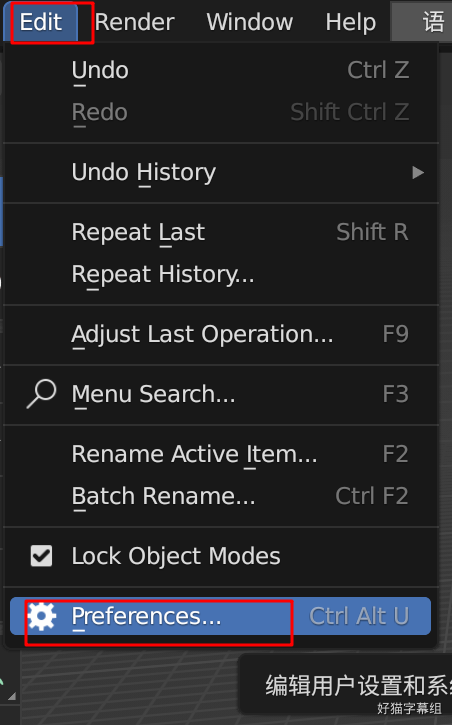 Edit Render Window Help 语
Undo Ctrl Z
Redo Shift Ctrl Z
Undo History
Repeat Last Shift R
Repeat History...
Adjust Last Operation... F9
Menu Search... F3
Rename Active Item... F2
Batch Rename... Ctrl F2
Lock Object Modes
Preferences... Ctrl Alt U
编辑用户设置和系统
好猫字幕组